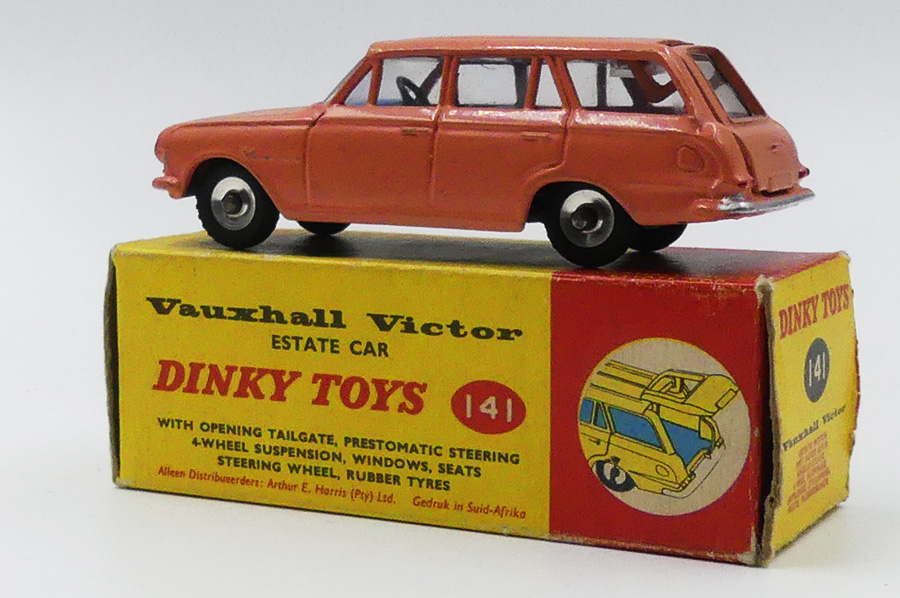 Vauxhall Victor
ESTATE CAR
DINKY TOYS 141
WITH OPENING TAILGATE, PRESTOMATIC STEERING
4-WHEEL SUSPENSION, WINDOWS, SEATS
STEERING WHEEL, RUBBER TYRES
Alleen Distribueerders: Arthur E. Harris (Pty) Ltd. Gedruk in Suid-Afrika
DINKY TOYS
141
Vauxhall Victor